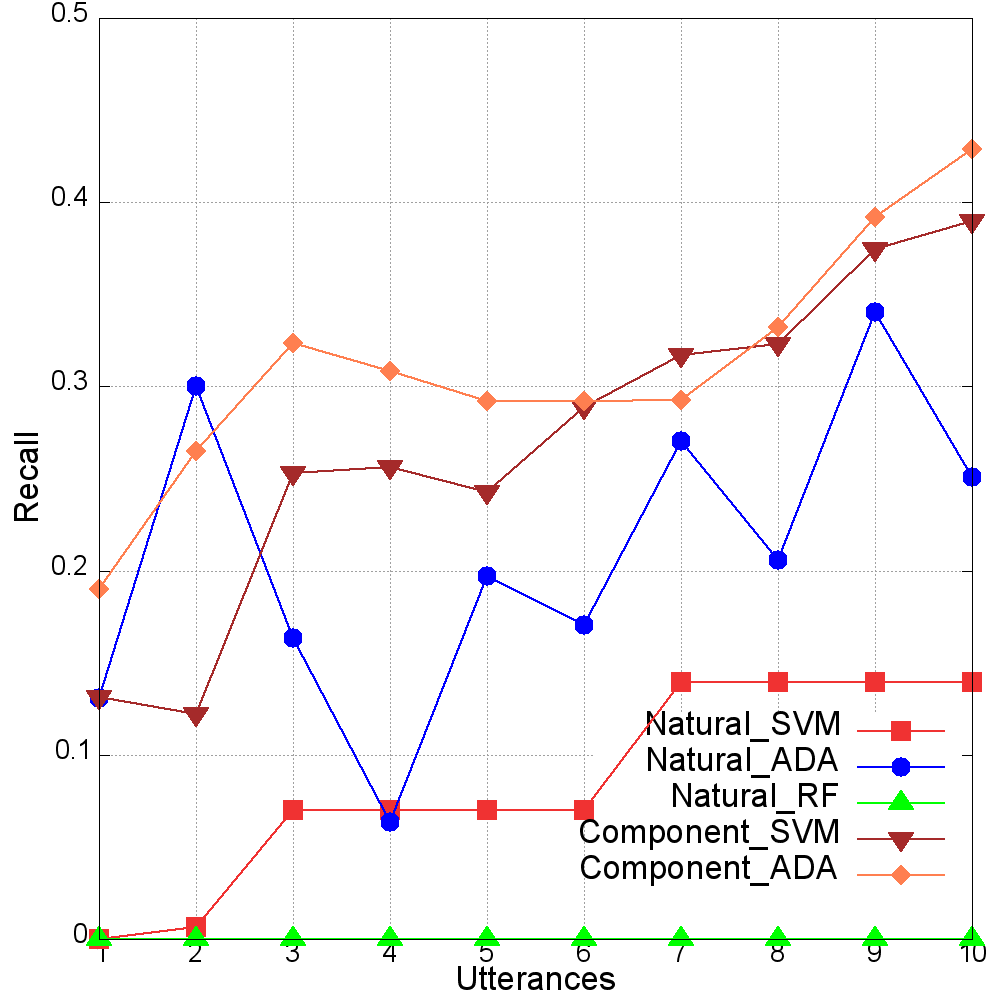 0.5
0.4
0.3
0.2
0.1
0
Recall
Natural_SVM
Natural_ADA
Natural_RF
Component_SVM
Component_ADA
1 2 3 4 5 6 7 8 9 10
Utterances